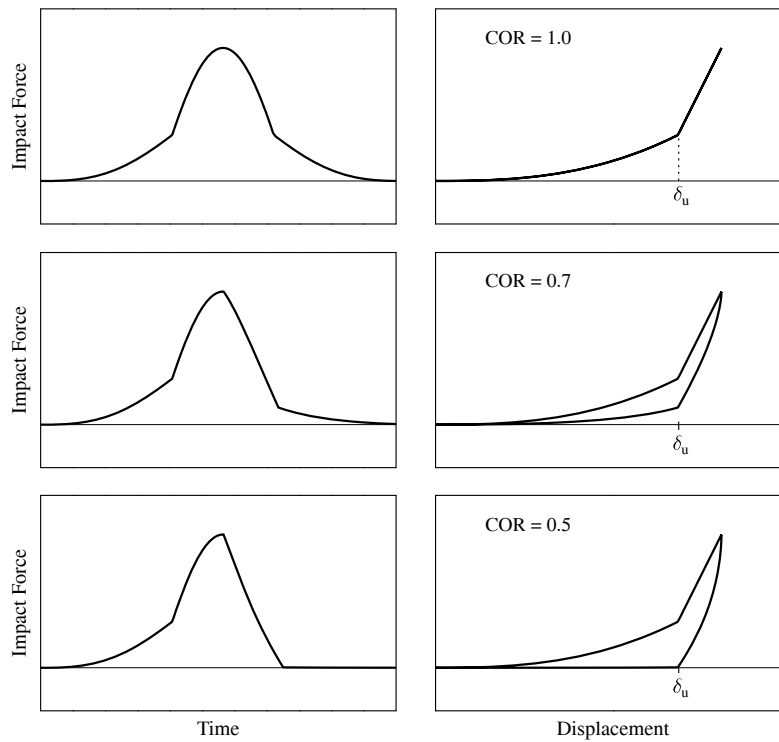 Impact Force
COR = 1.0
δu
Impact Force
COR = 0.7
δu
Impact Force
COR = 0.5
δu
Time
Displacement